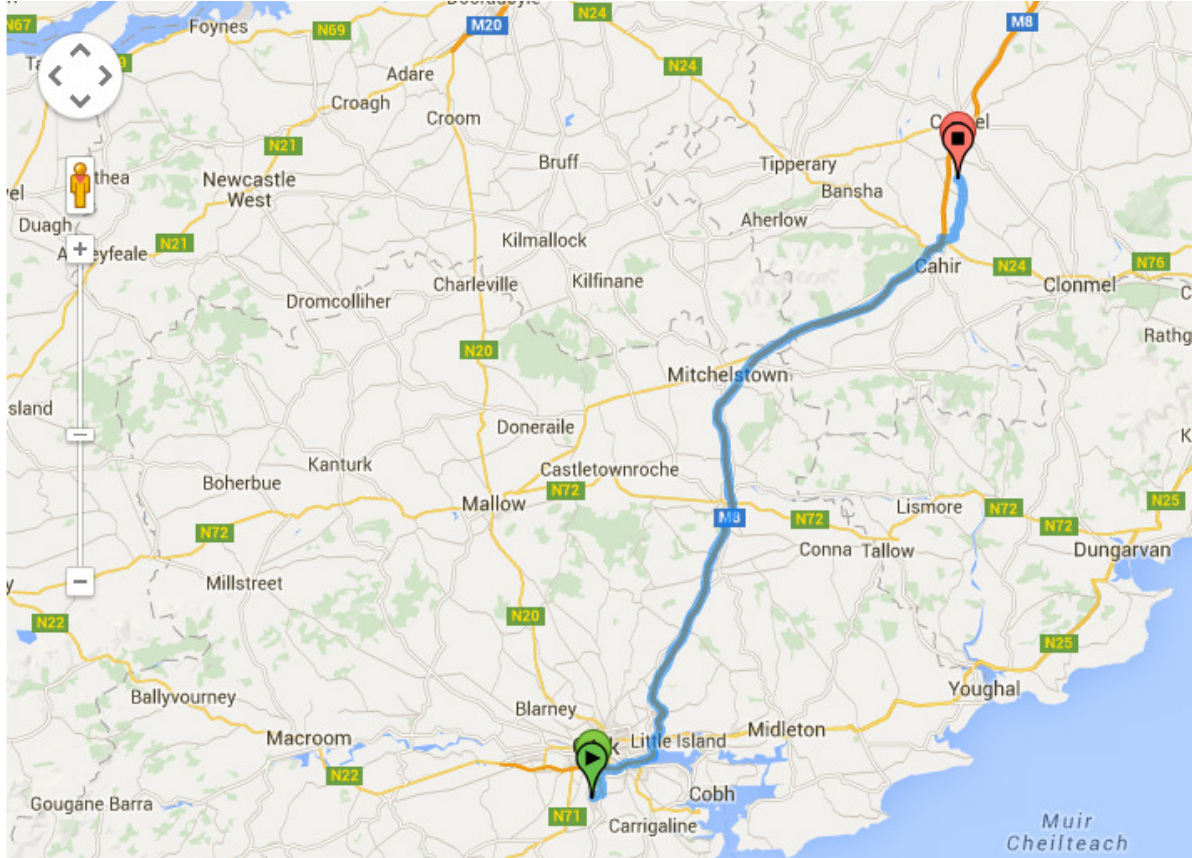 N67
Foynes
N69
M20
N24
M8
Adare
N24
Croagh
Croom
N21
Bruff
Tipperary
Newcastle
West
Bansha
Duagh
Aherlow
N21
Kilmallock
Cahir
N24
N76
Charleville
Kilfinane
Clonmel
Dromcolliher
Rathg
N20
Mitchelstown
sland
Doneraile
Kanturk
Castletownroche
Boherbue
N72
Mallow
Lismore
N72
N25
M8
N72
N72
N72
Conna
Tallow
Dungarvan
Millstreet
N20
N22
N25
Ballyvourney
Youghal
Blarney
Macroom
Little Island
Midleton
N22
Cobh
Gougane Barra
N71
Carrigaline
Muir
Cheilteach